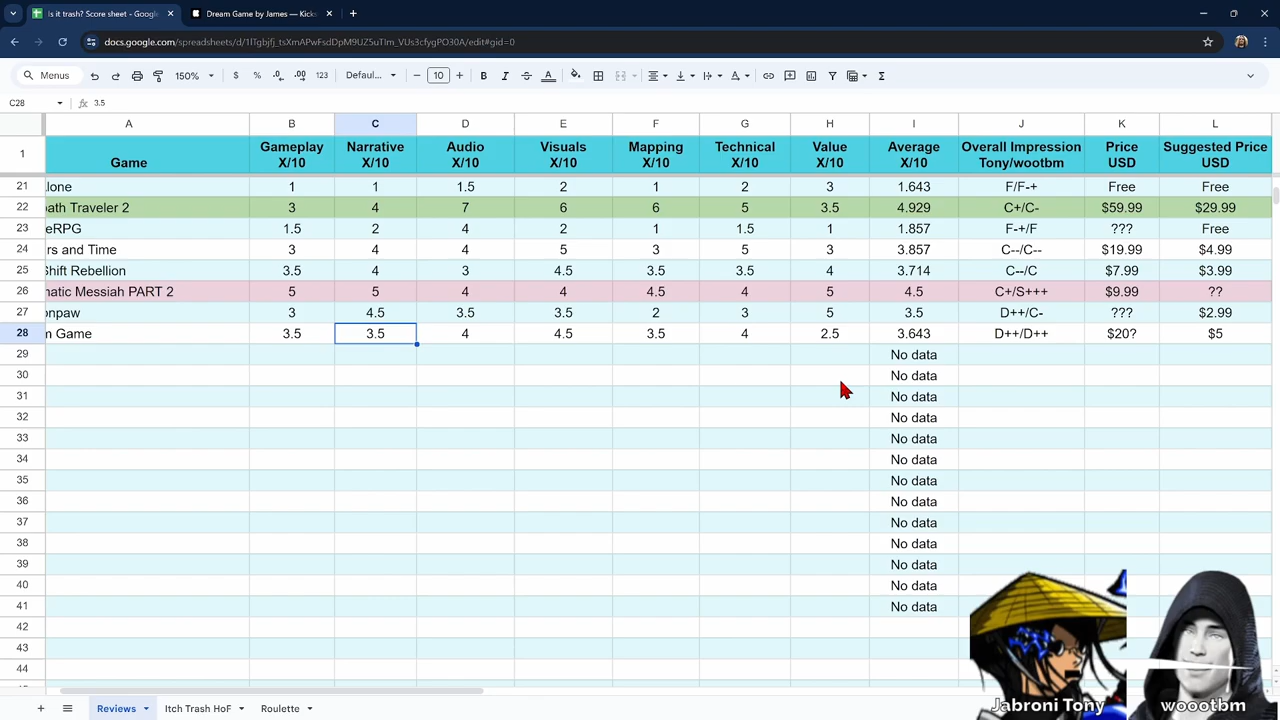 Is it trash? Score sheet - Google
Dream Game by James — Kicks
docs.google.com/spreadsheets/d/
Menus 150% $ % .0 .00 123 Defaul... 10 B I A
C28 3.5
A B C D E F G H I J K L
1 Game Gameplay X/10 Narrative X/10 Audio X/10 Visuals X/10 Mapping X/10 Technical X/10 Value X/10 Average X/10 Overall Impression Tony/wootbm Price USD Suggested Price USD
21 lone 1 1 1.5 2 1 2 3 1.643 F/F-+ Free Free
22 path Traveler 2 3 4 7 6 6 5 3.5 4.929 C+/C- $59.99 $29.99
23 eRPG 1.5 2 4 2 1 1.5 1 1.857 F-+/F ??? Free
24 rs and Time 3 4 4 5 3 5 3 3.857 C--/C-- $19.99 $4.99
25 Shift Rebellion 3.5 4 3 4.5 3.5 3.5 4 3.714 C--/C $7.99 $3.99
26 matic Messiah PART 2 5 5 4 4 4.5 4 5 4.5 C+/S+++ $9.99 ??
27 onpaw 3 4.5 3.5 3.5 2 3 5 3.5 D++/C- ??? $2.99
28 m Game 3.5 3.5 4 4.5 3.5 4 2.5 3.643 D++/D++ $20? $5
29 No data
30 No data
31 No data
32 No data
33 No data
34 No data
35 No data
36 No data
37 No data
38 No data
39 No data
40 No data
41 No data
42
43
44
Jabroni Tony woootbm
Reviews Itch Trash HoF Roulette